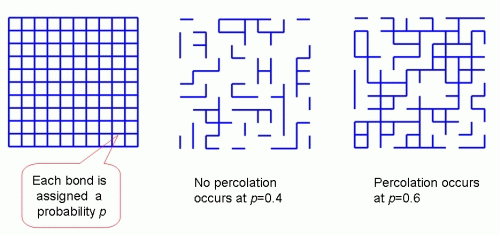 Each bond is
assigned a
probability p
No percolation
occurs at p=0.4
Percolation occurs
at p=0.6